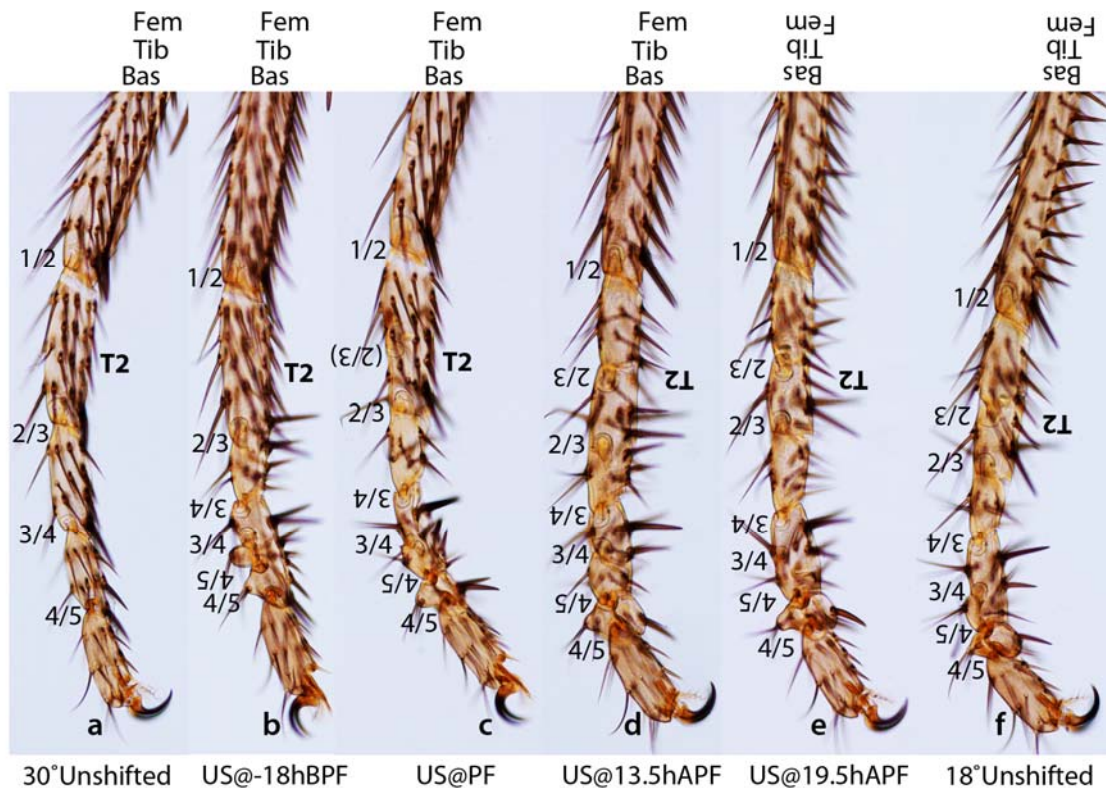 Fem
Tib
Bas
Fem
Tib
Bas
Fem
Tib
Bas
Fem
Tib
Bas
Fem
Tib
Bas
Fem
Tib
Bas
1/2
T2
2/3
3/4
4/5
a
30°Unshifted
1/2
T2
2/3
3/4
3/4
4/5
4/5
b
US@-18hBPF
1/2
(2/3)
T2
2/3
3/4
3/4
4/5
4/5
c
US@PF
1/2
2/3
T2
2/3
3/4
3/4
4/5
4/5
d
US@13.5hAPF
1/2
2/3
T2
2/3
3/4
3/4
4/5
4/5
e
US@19.5hAPF
1/2
2/3
T2
2/3
3/4
3/4
4/5
4/5
f
18°Unshifted